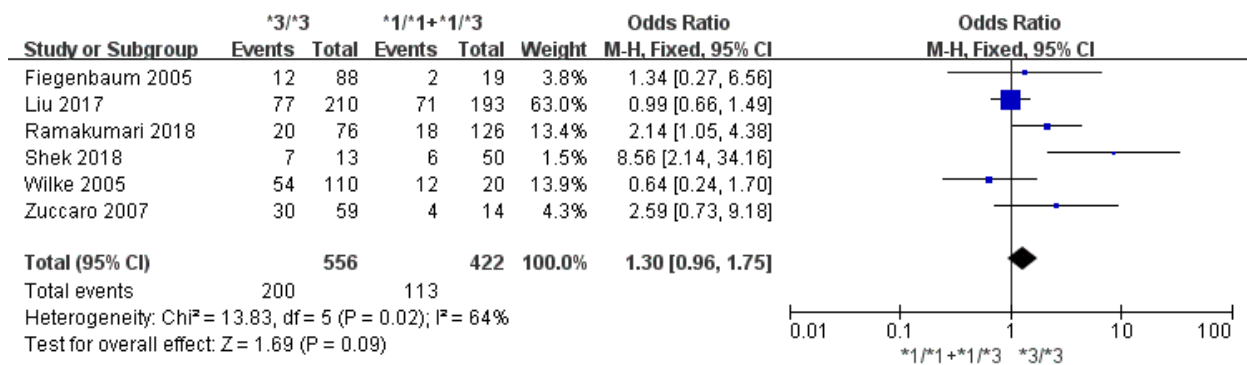 *3/*3 *1/*1+*1/*3 Odds Ratio Odds Ratio
Study or Subgroup Events Total Events Total Weight M-H, Fixed, 95% CI M-H, Fixed, 95% CI
Fiegenbaum 2005 12 88 2 19 3.8% 1.34 [0.27, 6.56]
Liu 2017 77 210 71 193 63.0% 0.99 [0.66, 1.49]
Ramakumari 2018 20 76 18 126 13.4% 2.14 [1.05, 4.38]
Shek 2018 7 13 6 50 1.5% 8.56 [2.14, 34.16]
Wilke 2005 54 110 12 20 13.9% 0.64 [0.24, 1.70]
Zuccaro 2007 30 59 4 14 4.3% 2.59 [0.73, 9.18]
Total (95% CI) 556 422 100.0% 1.30 [0.96, 1.75]
Total events 200 113
Heterogeneity: Chi² = 13.83, df = 5 (P = 0.02); I² = 64%
Test for overall effect: Z = 1.69 (P = 0.09)
0.01 0.1 1 10 100
*1/*1+*1/*3 *3/*3